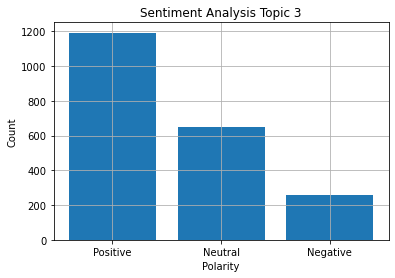 Sentiment Analysis Topic 3
1200
1000
800
600
400
200
0
Count
Positive Neutral Negative
Polarity